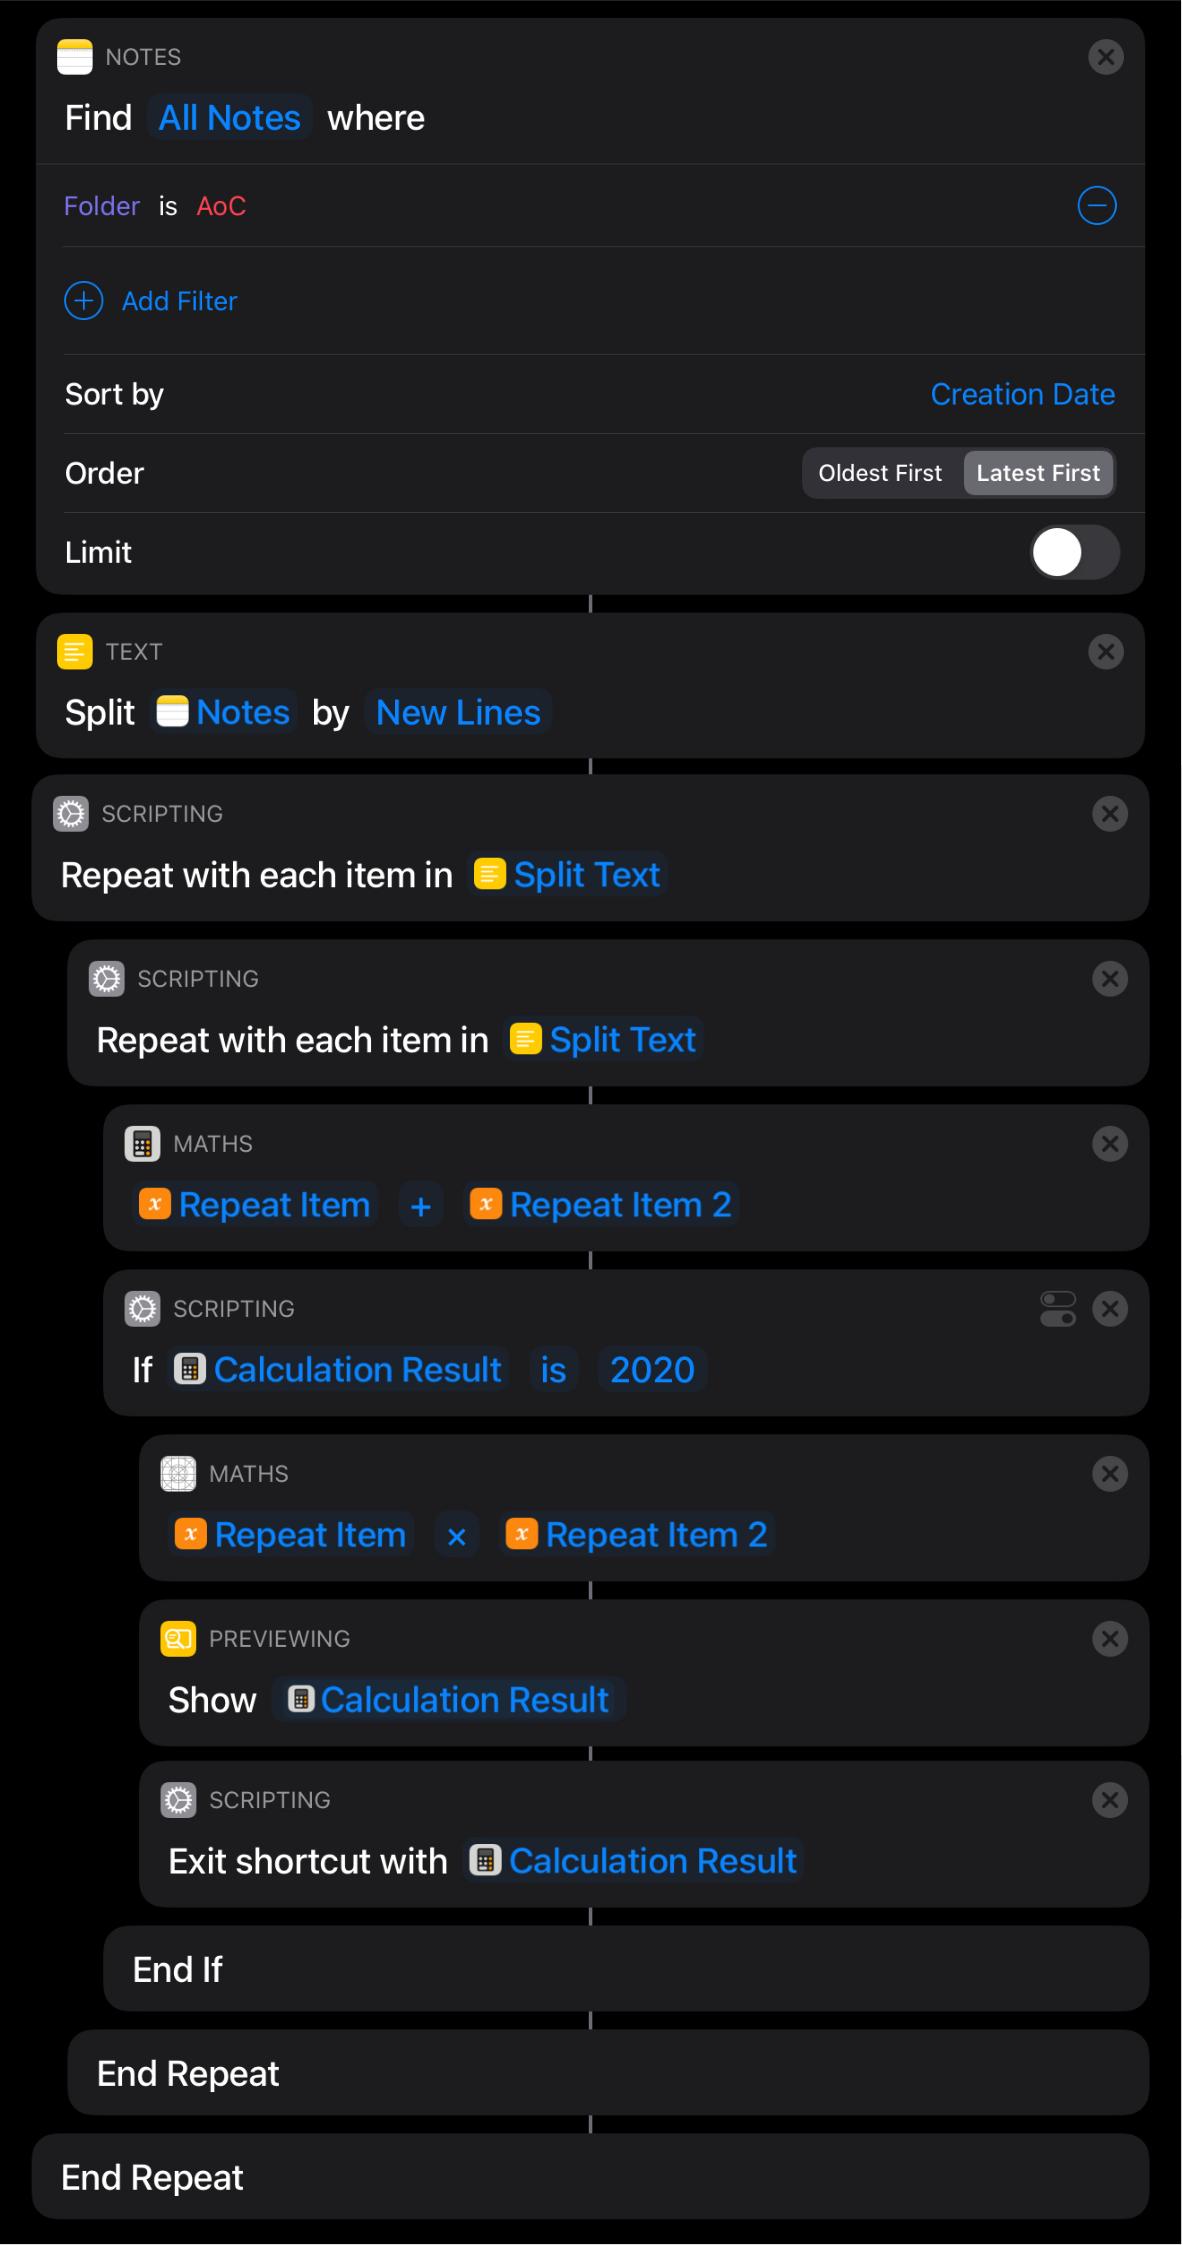 NOTES
Find All Notes where
Folder is AoC
Add Filter
Sort by Creation Date
Order Oldest First Latest First
Limit
TEXT
Split Notes by New Lines
SCRIPTING
Repeat with each item in Split Text
SCRIPTING
Repeat with each item in Split Text
MATHS
Repeat Item + Repeat Item 2
SCRIPTING
If Calculation Result is 2020
MATHS
Repeat Item × Repeat Item 2
PREVIEWING
Show Calculation Result
SCRIPTING
Exit shortcut with Calculation Result
End If
End Repeat
End Repeat